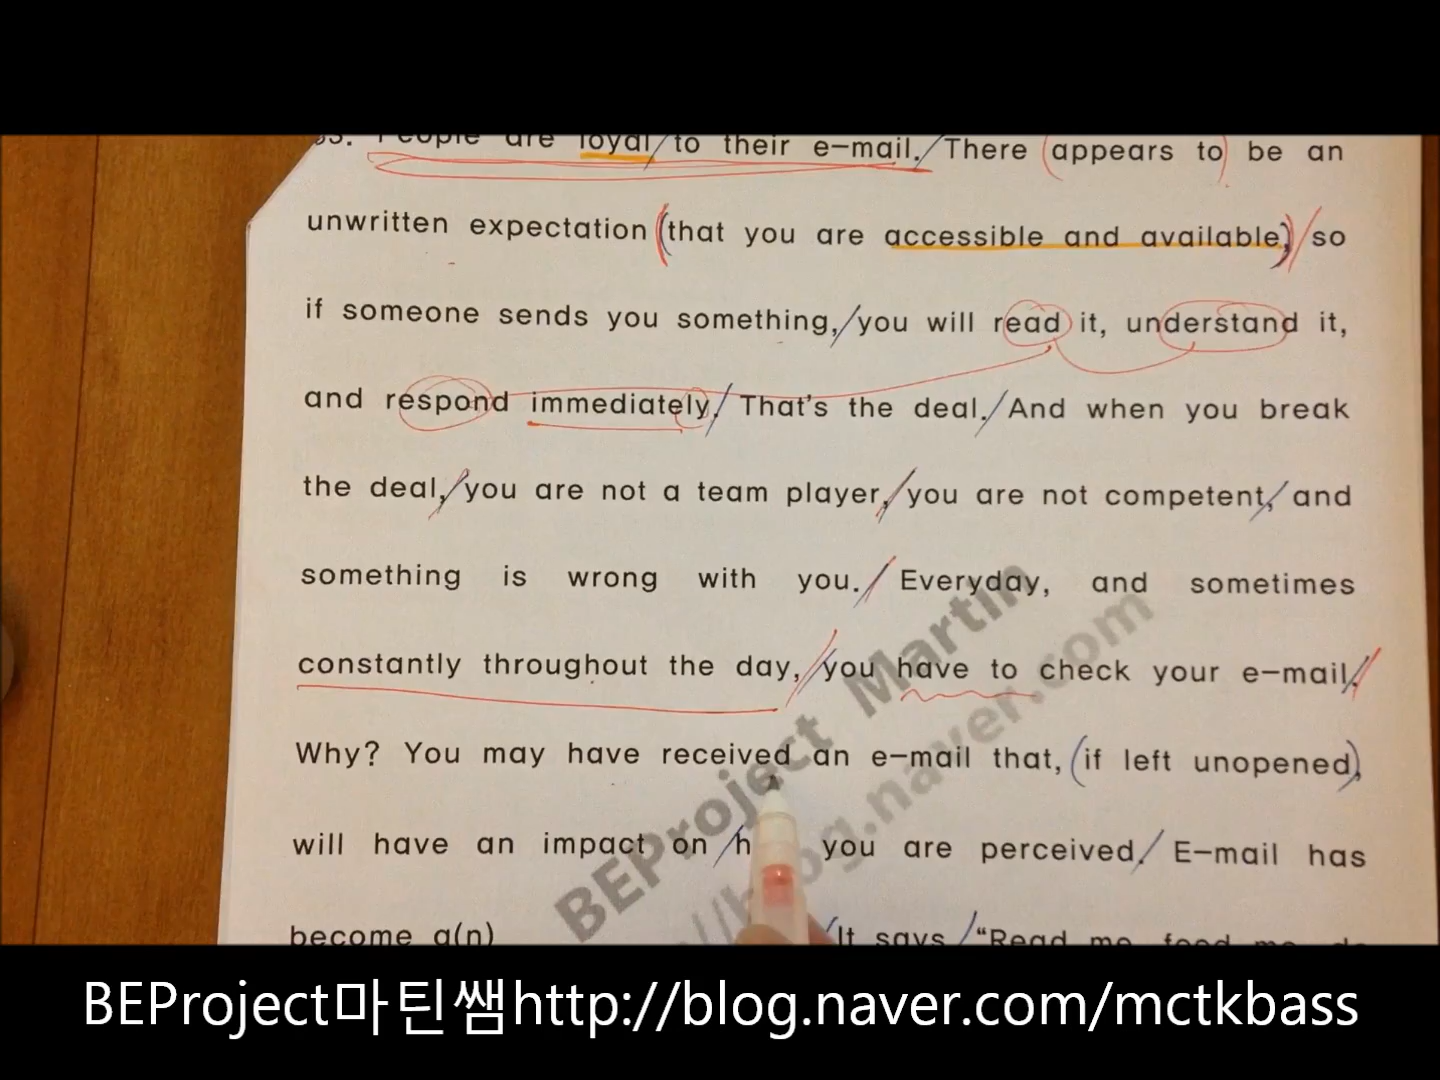 People are loyal to their e-mail. There appears to be an
unwritten expectation (that you are accessible and available,) so
if someone sends you something, you will read it, understand it,
and respond immediately. That's the deal. And when you break
the deal, you are not a team player, you are not competent, and
something is wrong with you. Everyday, and sometimes
constantly throughout the day, you have to check your e-mail.
Why? You may have received an e-mail that, (if left unopened),
will have an impact on you are perceived. E-mail has
become a(n) It says "Read me, feed me, do
BEProject Martin
blog.naver.com
BEProject마틴쌤http://blog.naver.com/mctkbass